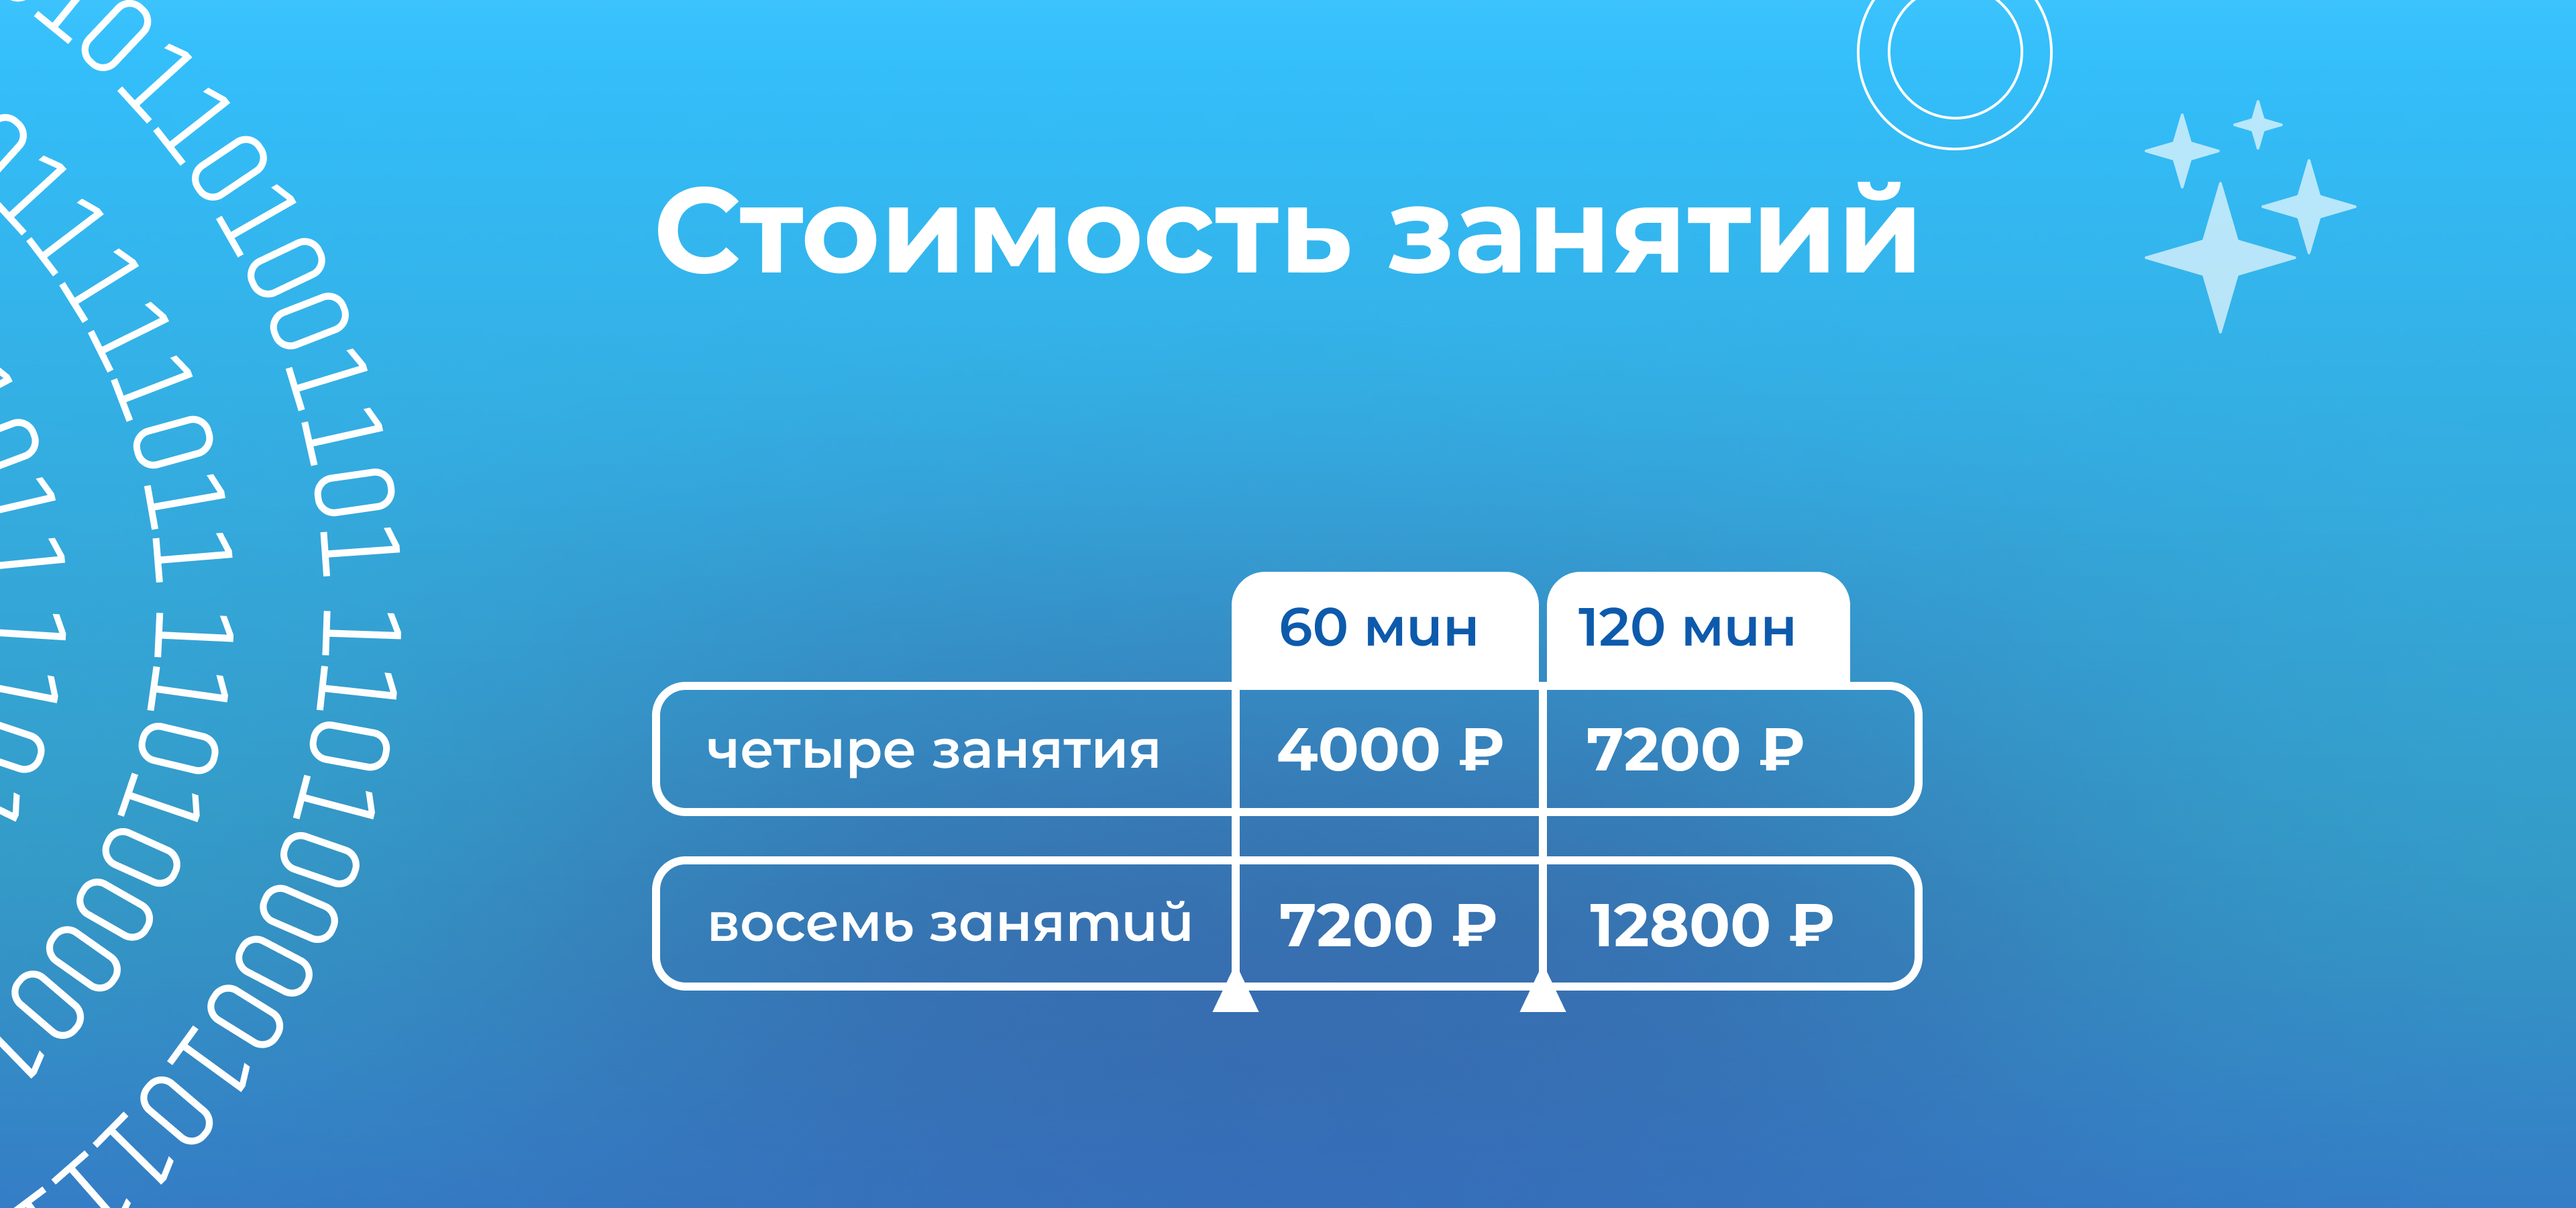 Стоимость занятий
60 мин 120 мин
четыре занятия 4000 ₽ 7200 ₽
восемь занятий 7200 ₽ 12800 ₽